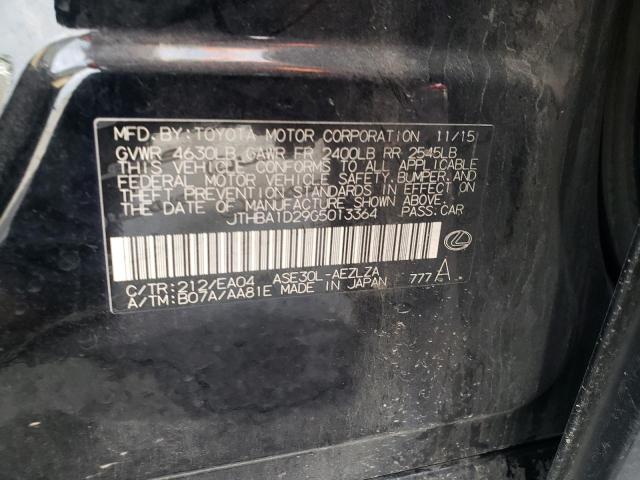 MFD.BY:TOYOTA MOTOR CORPORATION 11/15
GVWR 4630LB GAWR FR 2400LB RR 2545LB
THIS VEHICLE CONFORMS TO ALL APPLICABLE
FEDERAL MOTOR VEHICLE SAFETY,BUMPER,AND
THEFT PREVENTION STANDARDS IN EFFECT ON
THE DATE OF MANUFACTURE SHOWN ABOVE.
JTHBA1D29G5013364 PASS.CAR
C/TR:212/EA04 ASE30L-AEZLZA
A/TM:B07A/AA81E MADE IN JAPAN 777 A